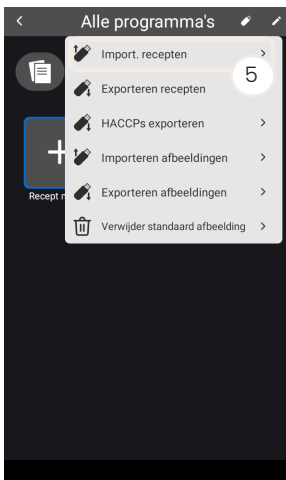 Alle programma's
Import. recepten
5
Exporteren recepten
HACCPs exporteren
Importeren afbeeldingen
Exporteren afbeeldingen
Verwijder standaard afbeelding
Recept